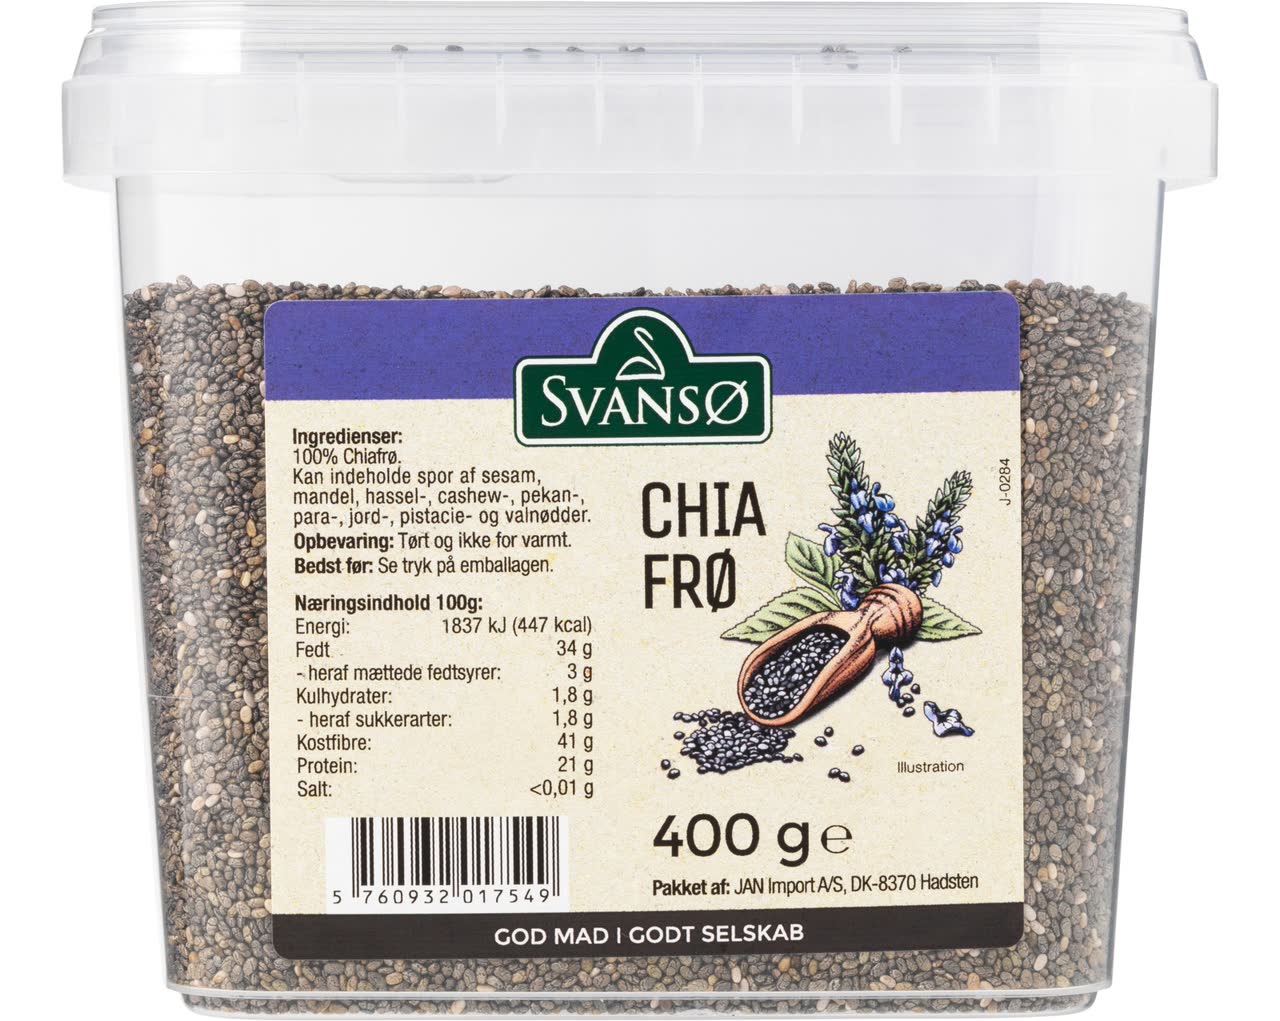 SVANSØ
Ingredienser:
100% Chiafrø.
Kan indeholde spor af sesam,
mandel, hassel-, cashew-, pekan-,
para-, jord-, pistacie- og valnødder.
Opbevaring: Tørt og ikke for varmt.
Bedst før: Se tryk på emballagen.
Næringsindhold 100g:
Energi: 1837 kJ (447 kcal)
Fedt 34 g
- heraf mættede fedtsyrer: 3 g
Kulhydrater: 1,8 g
- heraf sukkerarter: 1,8 g
Kostfibre: 41 g
Protein: 21 g
Salt: <0,01 g
5 760932 017549
CHIA
FRØ
J-0284
Illustration
400 g e
Pakket af: JAN Import A/S, DK-8370 Hadsten
GOD MAD I GODT SELSKAB